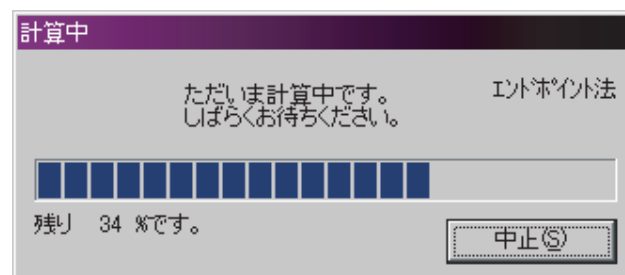 計算中
ただいま計算中です。
しばらくお待ちください。
エンドポイント法
残り 34 %です。
中止(S)